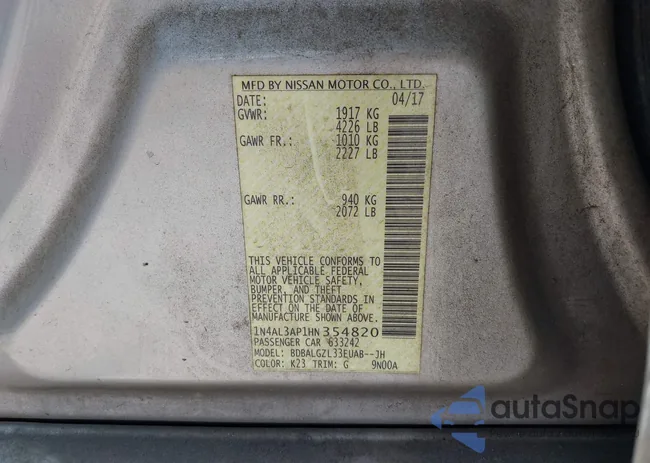 MFD BY NISSAN MOTOR CO., LTD.
DATE: 04/17
GVWR: 1917 KG
4226 LB
GAWR FR.: 1010 KG
2227 LB
GAWR RR.: 940 KG
2072 LB
THIS VEHICLE CONFORMS TO
ALL APPLICABLE FEDERAL
MOTOR VEHICLE SAFETY,
BUMPER, AND THEFT
PREVENTION STANDARDS IN
EFFECT ON THE DATE OF
MANUFACTURE SHOWN ABOVE.
1N4AL3AP1HN354820
PASSENGER CAR 633242
MODEL: BDBALGZL33EUAB--JH
COLOR: K23 TRIM: G 9N00A
autaSnap